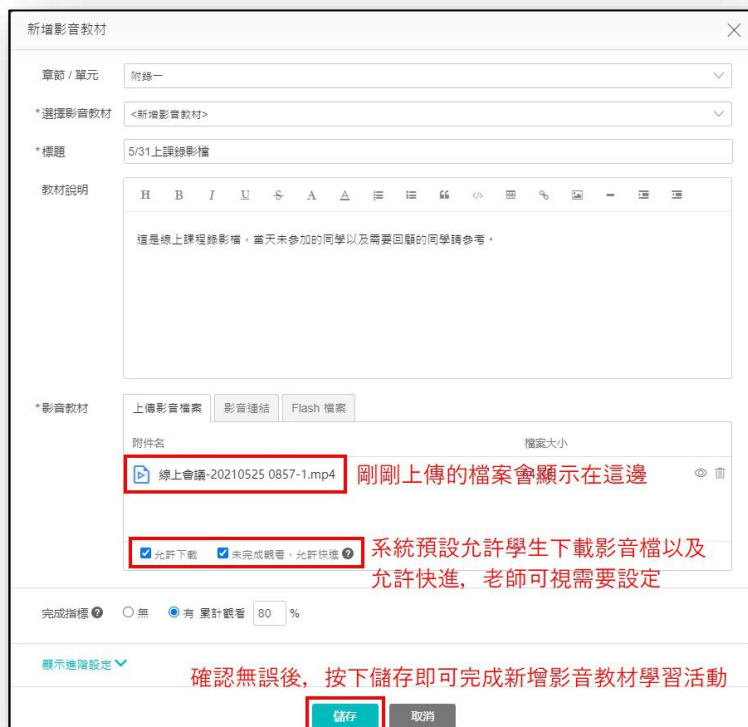 新增影音教材
章節 / 單元 附錄一
*選擇影音教材 <新增影音教材>
*標題 5/31上課錄影檔
教材說明 H B I U S A A
這是線上課程錄影檔，當天未參加的同學以及需要回顧的同學請參考。
*影音教材 上傳影音檔案 影音連結 Flash 檔案
附件名 檔案大小
線上會議-20210525 0857-1.mp4 剛剛上傳的檔案會顯示在這邊
允許下載 未完成觀看，允許快進 系統預設允許學生下載影音檔以及
允許快進，老師可視需要設定
完成指標 無 有 累計觀看 80 %
顯示進階設定
確認無誤後，按下儲存即可完成新增影音教材學習活動
儲存 取消